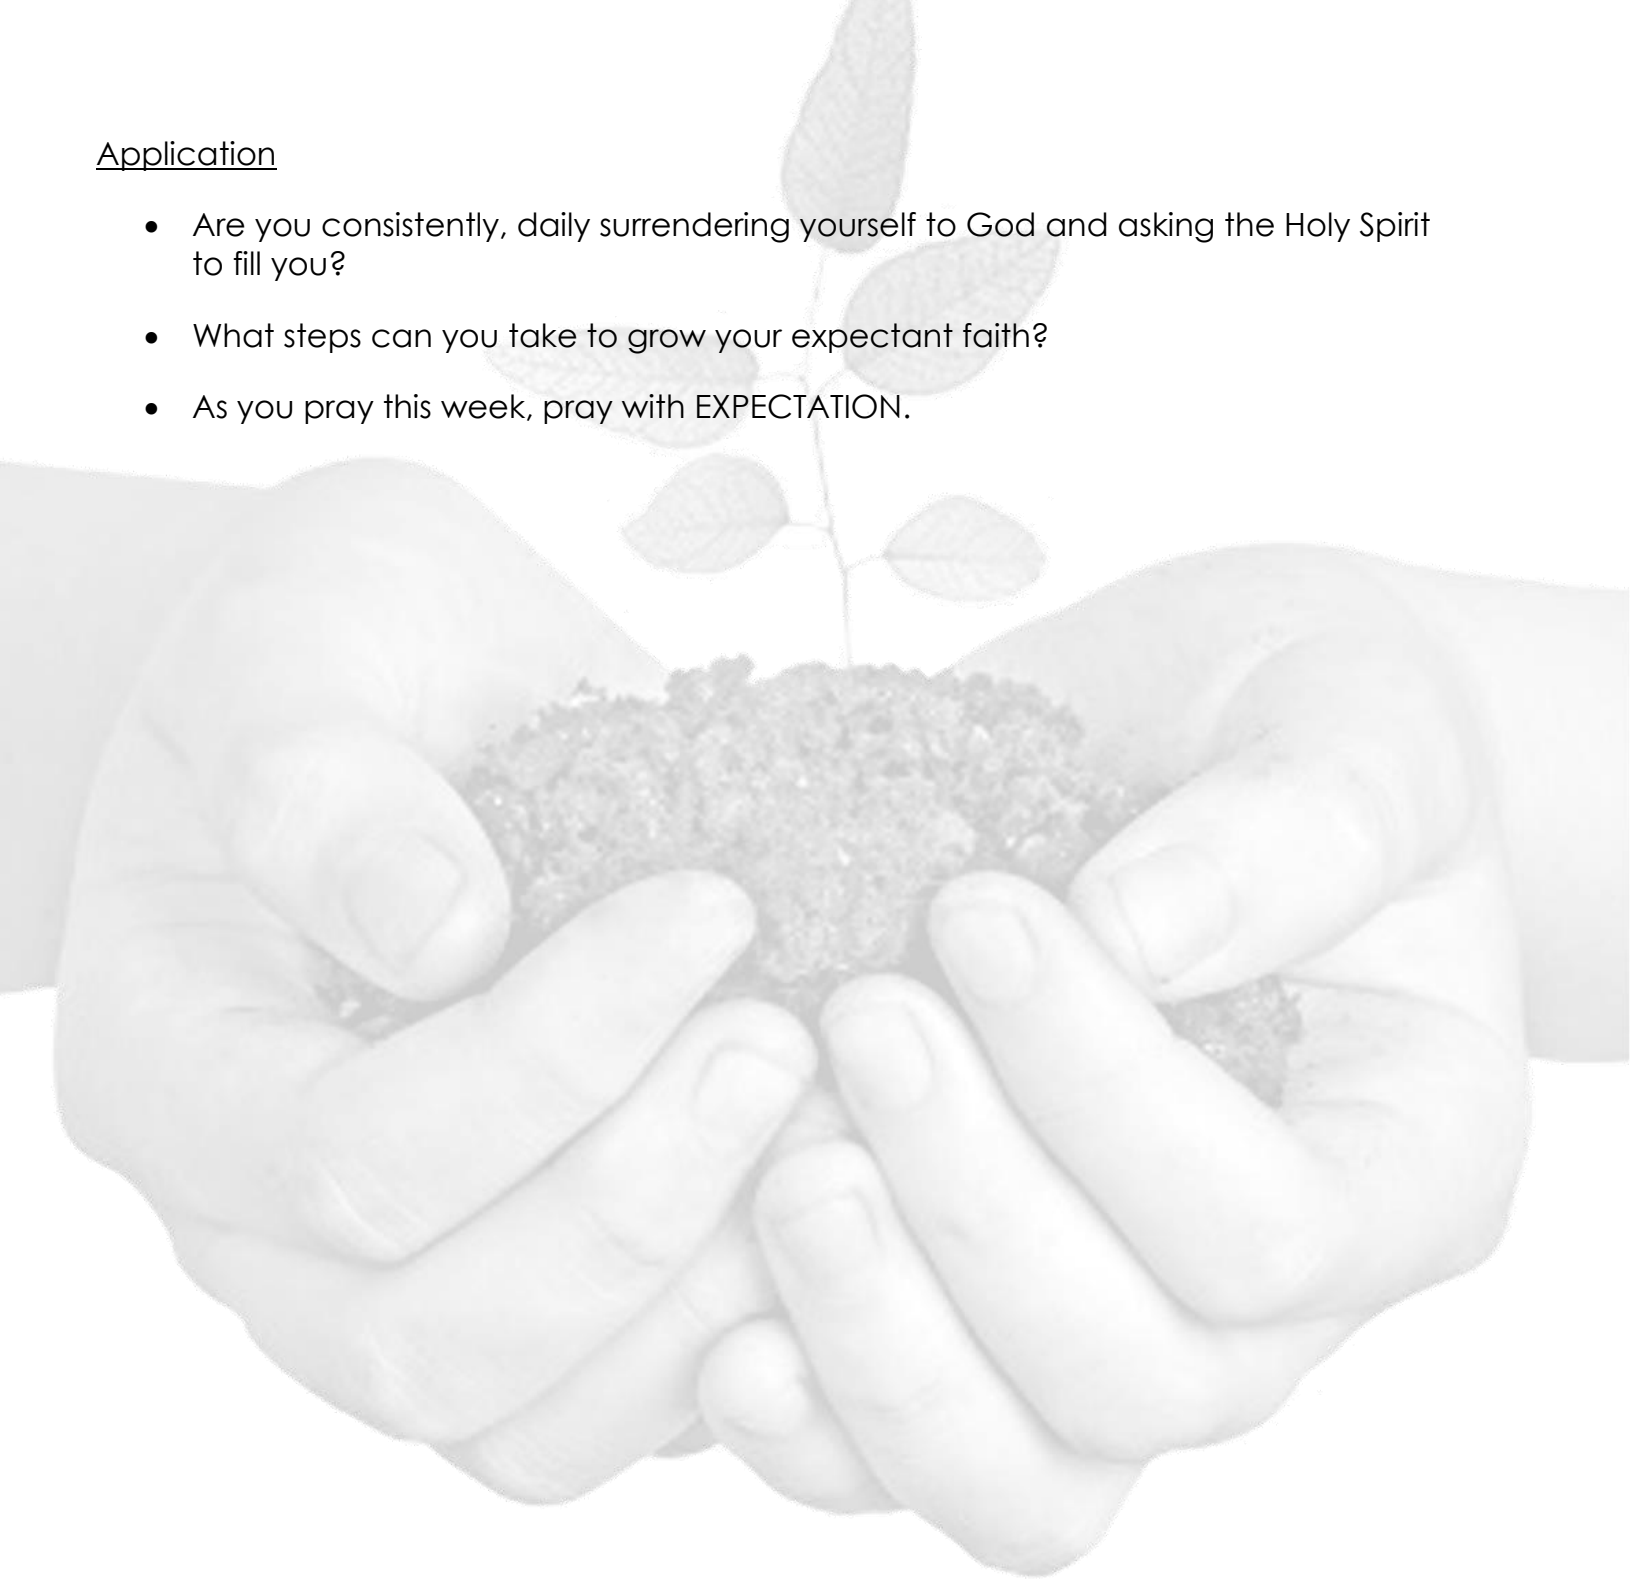 Application
• Are you consistently, daily surrendering yourself to God and asking the Holy Spirit
to fill you?
• What steps can you take to grow your expectant faith?
• As you pray this week, pray with EXPECTATION.